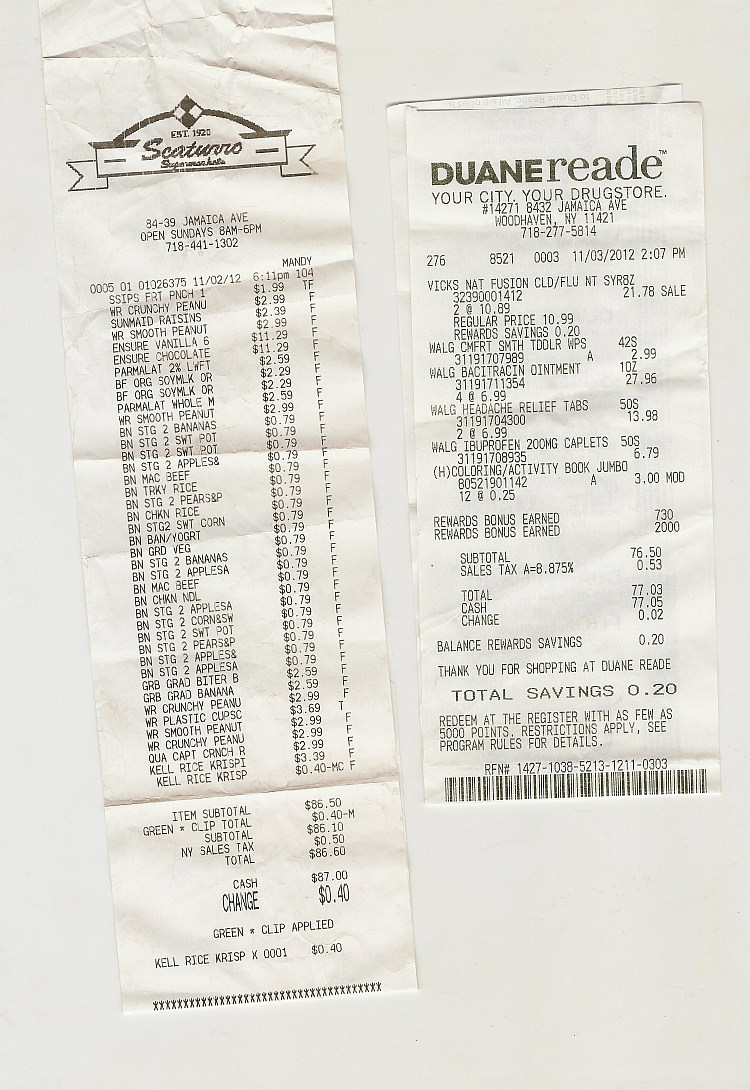 EST. 1920
Scaturro
Supermarkets
84-39 JAMAICA AVE
OPEN SUNDAYS 8AM-6PM
718-441-1302
MANDY
0005 01 01026375 11/02/12 6:11pm 104
SSIPS FRT PNCH 1 $1.99 TF
WR CRUNCHY PEANU $2.99 F
SUNMAID RAISINS $2.39 F
WR SMOOTH PEANUT $2.99 F
ENSURE VANILLA 6 $11.29 F
ENSURE CHOCOLATE $11.29 F
PARMALAT 2% LWFT $2.59 F
BF ORG SOYMLK OR $2.29 F
BF ORG SOYMLK OR $2.29 F
PARMALAT WHOLE M $2.59 F
WR SMOOTH PEANUT $2.99 F
BN STG 2 BANANAS $0.79 F
BN STG 2 SWT POT $0.79 F
BN STG 2 SWT POT $0.79 F
BN STG 2 APPLES& $0.79 F
BN MAC BEEF $0.79 F
BN TRKY RICE $0.79 F
BN STG 2 PEARS&P $0.79 F
BN CHKN RICE $0.79 F
BN STG2 SWT CORN $0.79 F
BN BAN/YOGRT $0.79 F
BN GRD VEG $0.79 F
BN STG 2 BANANAS $0.79 F
BN STG 2 APPLESA $0.79 F
BN MAC BEEF $0.79 F
BN CHKN NDL $0.79 F
BN STG 2 APPLESA $0.79 F
BN STG 2 CORN&SW $0.79 F
BN STG 2 SWT POT $0.79 F
BN STG 2 PEARS&P $0.79 F
BN STG 2 APPLES& $0.79 F
BN STG 2 APPLESA $0.79 F
GRB GRAD BITER B $2.59 F
GRB GRAD BANANA $2.59 F
WR CRUNCHY PEANU $2.99 F
WR PLASTIC CUPSC $3.69 T
WR SMOOTH PEANUT $2.99 F
WR CRUNCHY PEANU $2.99 F
QUA CAPT CRNCH R $2.99 F
KELL RICE KRISPI $3.39 F
KELL RICE KRISP $0.40-MC F
ITEM SUBTOTAL $86.50
GREEN * CLIP TOTAL $0.40-M
SUBTOTAL $86.10
NY SALES TAX $0.50
TOTAL $86.60
CASH $87.00
CHANGE $0.40
GREEN * CLIP APPLIED
KELL RICE KRISP X 0001 $0.40
DUANEreade™
YOUR CITY. YOUR DRUGSTORE.
#14271 8432 JAMAICA AVE
WOODHAVEN, NY 11421
718-277-5814
276 8521 0003 11/03/2012 2:07 PM
VICKS NAT FUSION CLD/FLU NT SYR8Z
32390001412 21.78 SALE
2 @ 10.89
REGULAR PRICE 10.99
REWARDS SAVINGS 0.20
WALG CMFRT SMTH TDDLR WPS 42S
31191707989 A 2.99
WALG BACITRACIN OINTMENT 1OZ
31191711354 27.96
4 @ 6.99
WALG HEADACHE RELIEF TABS 50S
31191704300 13.98
2 @ 6.99
WALG IBUPROFEN 200MG CAPLETS 50S
31191708935 6.79
(H)COLORING/ACTIVITY BOOK JUMBO
80521901142 A 3.00 MOD
12 @ 0.25
REWARDS BONUS EARNED 730
REWARDS BONUS EARNED 2000
SUBTOTAL 76.50
SALES TAX A=8.875% 0.53
TOTAL 77.03
CASH 77.05
CHANGE 0.02
BALANCE REWARDS SAVINGS 0.20
THANK YOU FOR SHOPPING AT DUANE READE
TOTAL SAVINGS 0.20
REDEEM AT THE REGISTER WITH AS FEW AS
5000 POINTS. RESTRICTIONS APPLY, SEE
PROGRAM RULES FOR DETAILS.
RFN# 1427-1038-5213-1211-0303